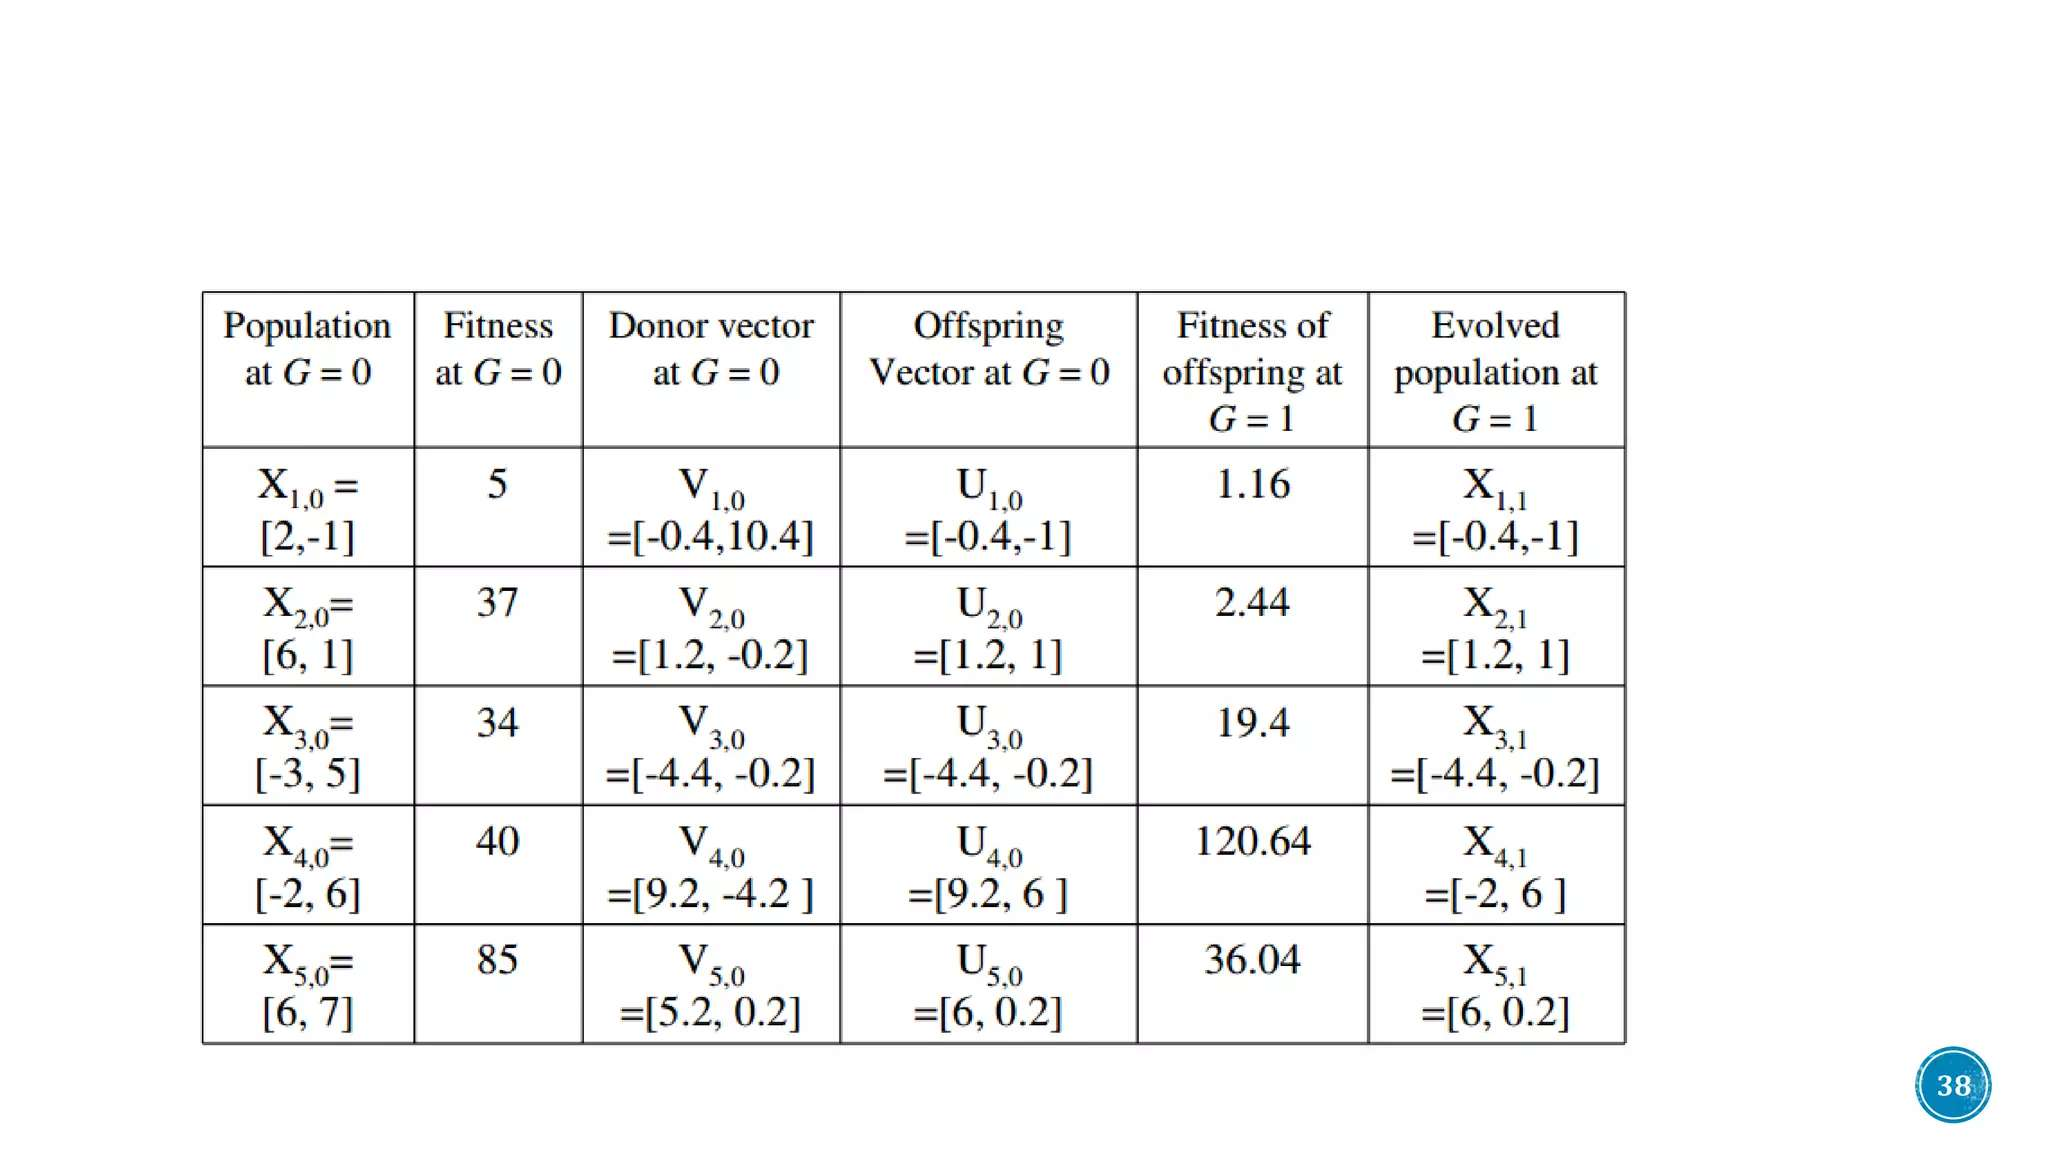 Population at G = 0 | Fitness at G = 0 | Donor vector at G = 0 | Offspring Vector at G = 0 | Fitness of offspring at G = 1 | Evolved population at G = 1
X1,0 = [2,-1] | 5 | V1,0 =[-0.4,10.4] | U1,0 =[-0.4,-1] | 1.16 | X1,1 =[-0.4,-1]
X2,0= [6, 1] | 37 | V2,0 =[1.2, -0.2] | U2,0 =[1.2, 1] | 2.44 | X2,1 =[1.2, 1]
X3,0= [-3, 5] | 34 | V3,0 =[-4.4, -0.2] | U3,0 =[-4.4, -0.2] | 19.4 | X3,1 =[-4.4, -0.2]
X4,0= [-2, 6] | 40 | V4,0 =[9.2, -4.2 ] | U4,0 =[9.2, 6 ] | 120.64 | X4,1 =[-2, 6 ]
X5,0= [6, 7] | 85 | V5,0 =[5.2, 0.2] | U5,0 =[6, 0.2] | 36.04 | X5,1 =[6, 0.2]
38